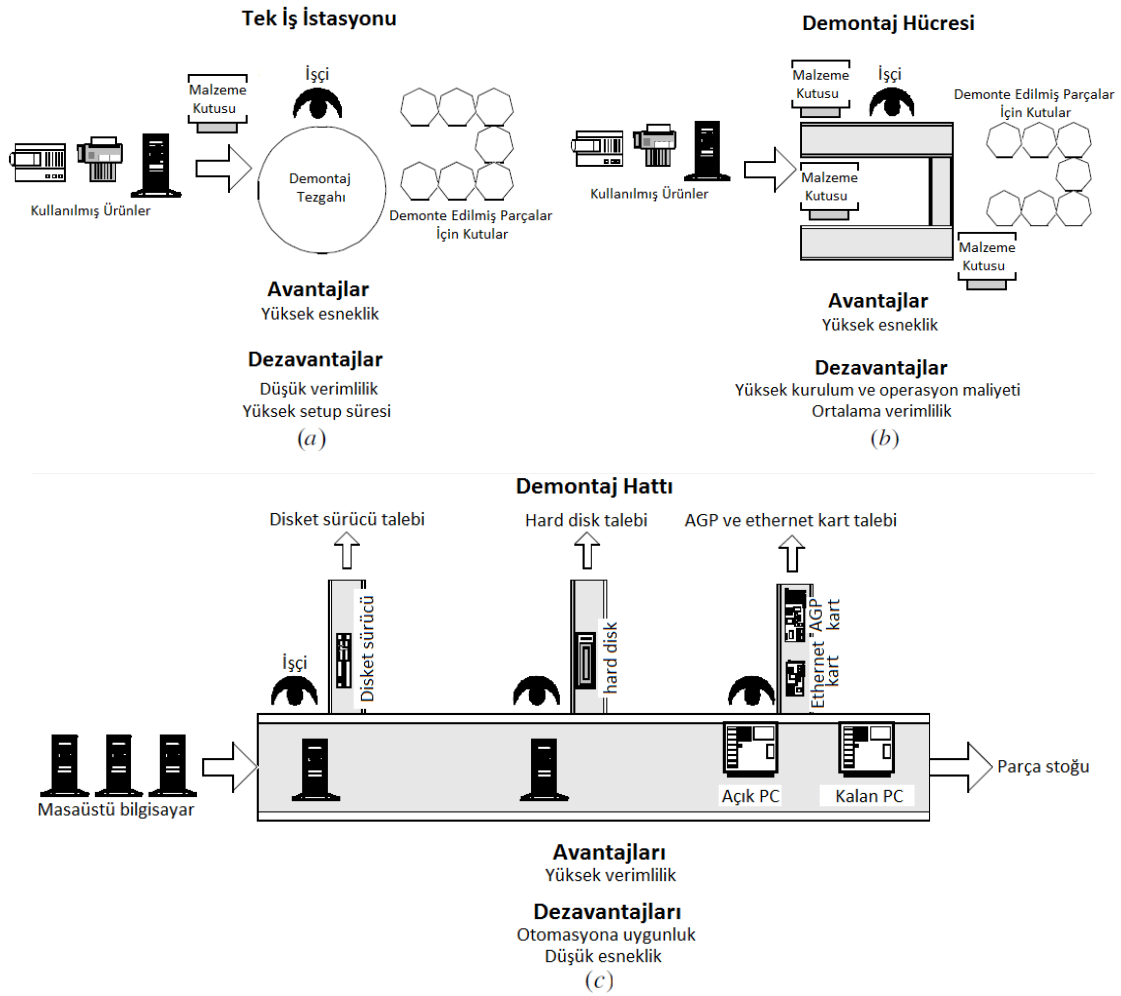 Tek İş İstasyonu
İşçi
Malzeme
Kutusu
Kullanılmış Ürünler
Demontaj
Tezgahı
Demonte Edilmiş Parçalar
İçin Kutular
Avantajlar
Yüksek esneklik
Dezavantajlar
Düşük verimlilik
Yüksek setup süresi
(a)
Demontaj Hücresi
Malzeme
Kutusu
İşçi
Demonte Edilmiş Parçalar
İçin Kutular
Kullanılmış Ürünler
Malzeme
Kutusu
Malzeme
Kutusu
Avantajlar
Yüksek esneklik
Dezavantajlar
Yüksek kurulum ve operasyon maliyeti
Ortalama verimlilik
(b)
Demontaj Hattı
Disket sürücü talebi
Hard disk talebi
AGP ve ethernet kart talebi
İşçi
Disket sürücü
hard disk
Ethernet "AGP
kart kart
Masaüstü bilgisayar
Açık PC
Kalan PC
Parça stoğu
Avantajları
Yüksek verimlilik
Dezavantajları
Otomasyona uygunluk
Düşük esneklik
(c)